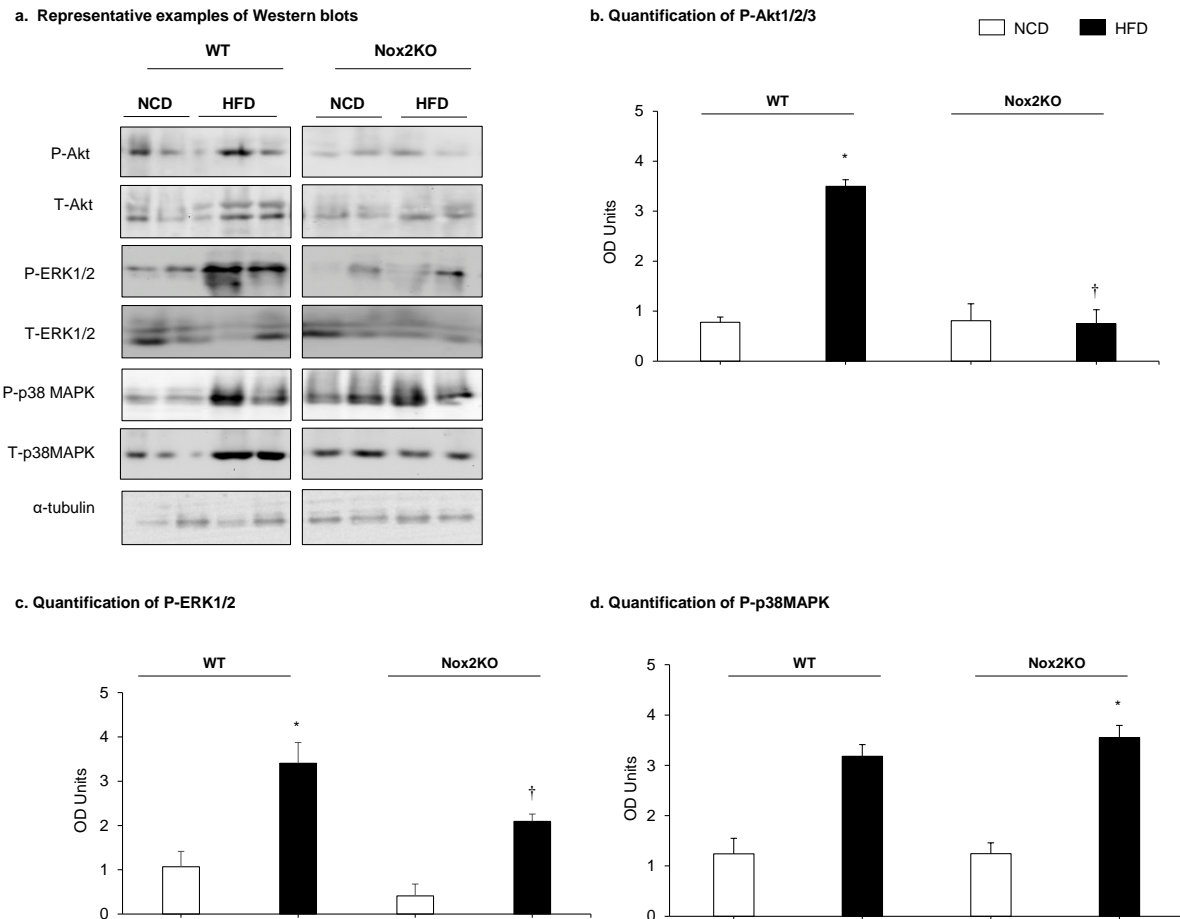 a. Representative examples of Western blots
WT Nox2KO
NCD HFD NCD HFD
P-Akt
T-Akt
P-ERK1/2
T-ERK1/2
P-p38 MAPK
T-p38MAPK
α-tubulin
b. Quantification of P-Akt1/2/3
NCD HFD
WT Nox2KO
OD Units
5
4
3
2
1
0
*
†
c. Quantification of P-ERK1/2
WT Nox2KO
OD Units
5
4
3
2
1
0
*
†
d. Quantification of P-p38MAPK
WT Nox2KO
OD Units
5
4
3
2
1
0
*